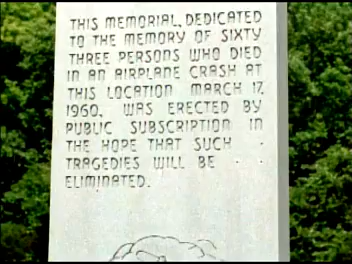 THIS MEMORIAL, DEDICATED
TO THE MEMORY OF SIXTY
THREE PERSONS WHO DIED
IN AN AIRPLANE CRASH AT
THIS LOCATION MARCH 17,
1960, WAS ERECTED BY
PUBLIC SUBSCRIPTION IN
THE HOPE THAT SUCH
TRAGEDIES WILL BE
ELIMINATED.